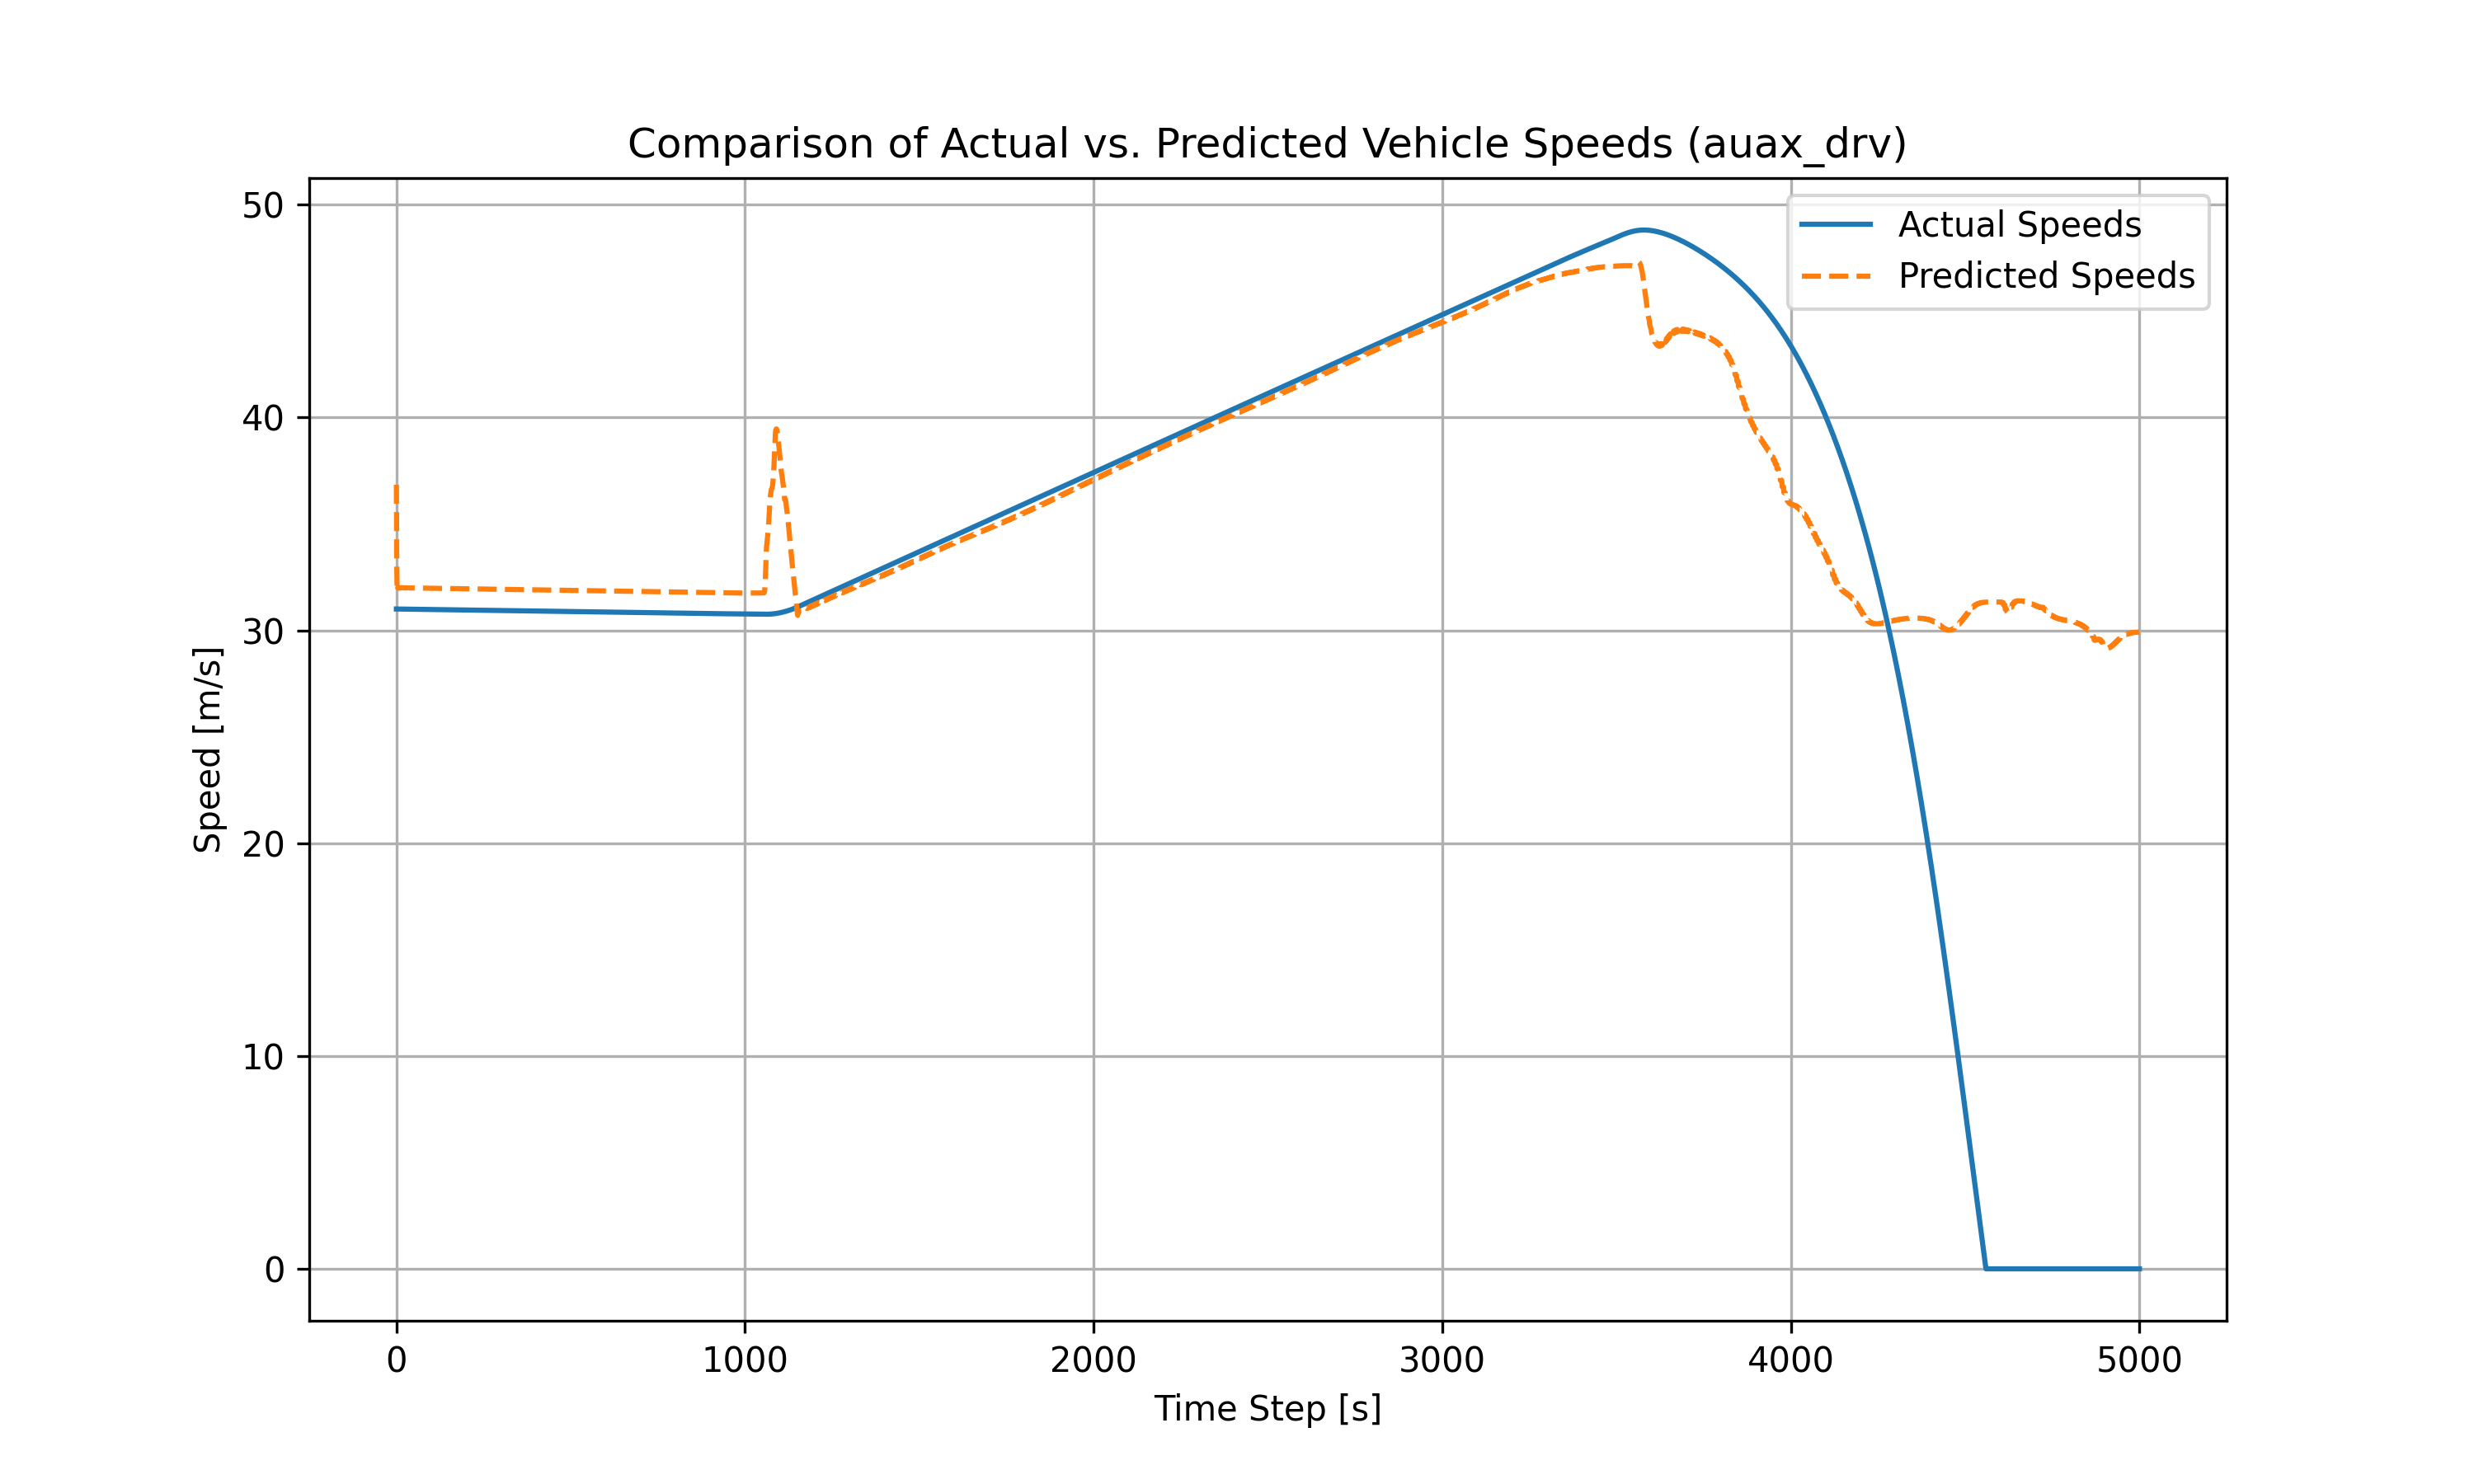 Comparison of Actual vs. Predicted Vehicle Speeds (auax_drv)
Actual Speeds
Predicted Speeds
50
40
30
20
10
0
Speed [m/s]
0 1000 2000 3000 4000 5000
Time Step [s]